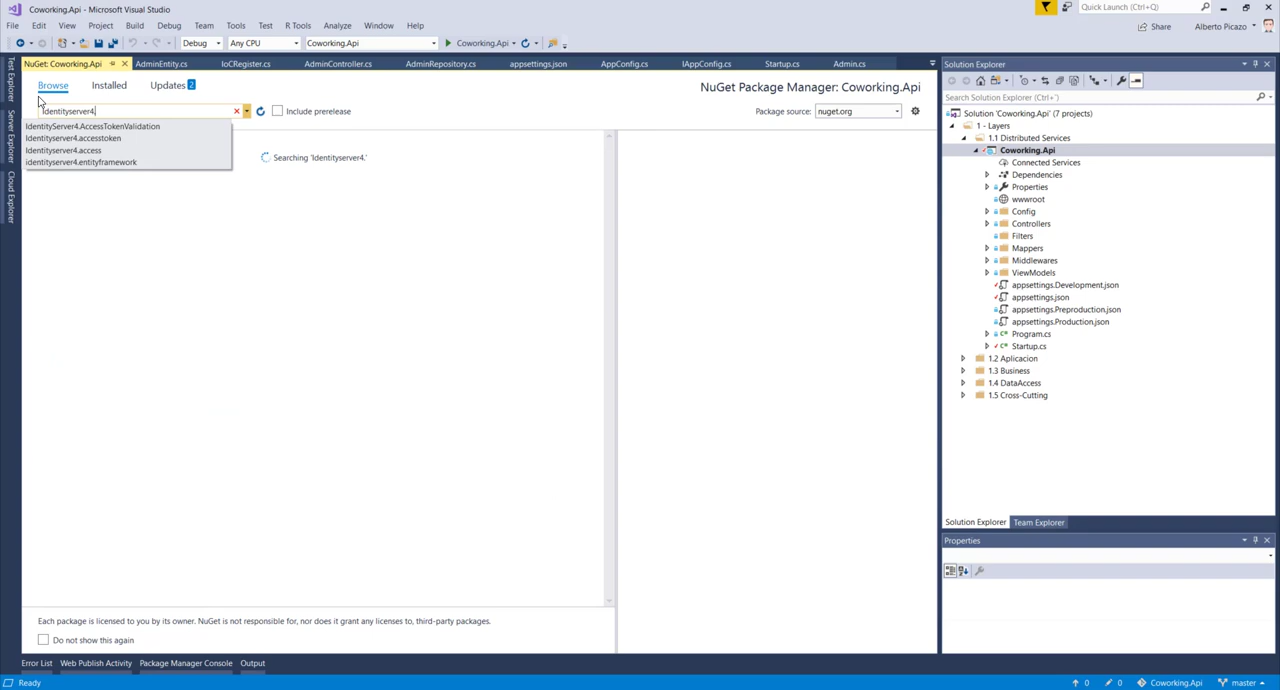 Coworking.Api - Microsoft Visual Studio
Quick Launch (Ctrl+Q)
File Edit View Project Build Debug Team Tools Test R Tools Analyze Window Help
Share Alberto Picazo
Debug Any CPU Coworking.Api Coworking.Api
NuGet: Coworking.Api AdminEntity.cs IoCRegister.cs AdminController.cs AdminRepository.cs appsettings.json AppConfig.cs IAppConfig.cs Startup.cs Admin.cs
Test Explorer
Server Explorer
Cloud Explorer
Browse Installed Updates 2
NuGet Package Manager: Coworking.Api
Identityserver4.
Include prerelease
Package source: nuget.org
IdentityServer4.AccessTokenValidation
Identityserver4.accesstoken
Identityserver4.access
identityserver4.entityframework
Searching 'Identityserver4.'
Each package is licensed to you by its owner. NuGet is not responsible for, nor does it grant any licenses to, third-party packages.
Do not show this again
Solution Explorer
Search Solution Explorer (Ctrl+')
Solution 'Coworking.Api' (7 projects)
1 - Layers
1.1 Distributed Services
Coworking.Api
Connected Services
Dependencies
Properties
wwwroot
Config
Controllers
Filters
Mappers
Middlewares
ViewModels
appsettings.Development.json
appsettings.json
appsettings.Preproduction.json
appsettings.Production.json
Program.cs
Startup.cs
1.2 Aplicacion
1.3 Business
1.4 DataAccess
1.5 Cross-Cutting
Solution Explorer Team Explorer
Properties
Error List Web Publish Activity Package Manager Console Output
Ready
0 0 Coworking.Api master